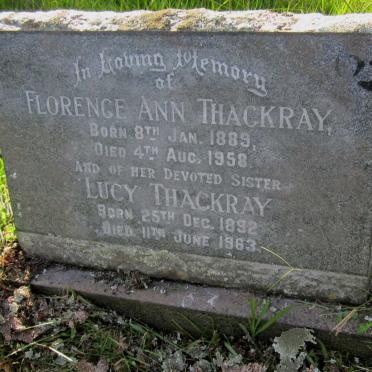 In Loving Memory
of
Florence Ann Thackray,
Born 8th Jan. 1889,
Died 4th Aug. 1958.
And of her Devoted Sister
Lucy Thackray
Born 25th Dec. 1892
Died 11th June 1963.